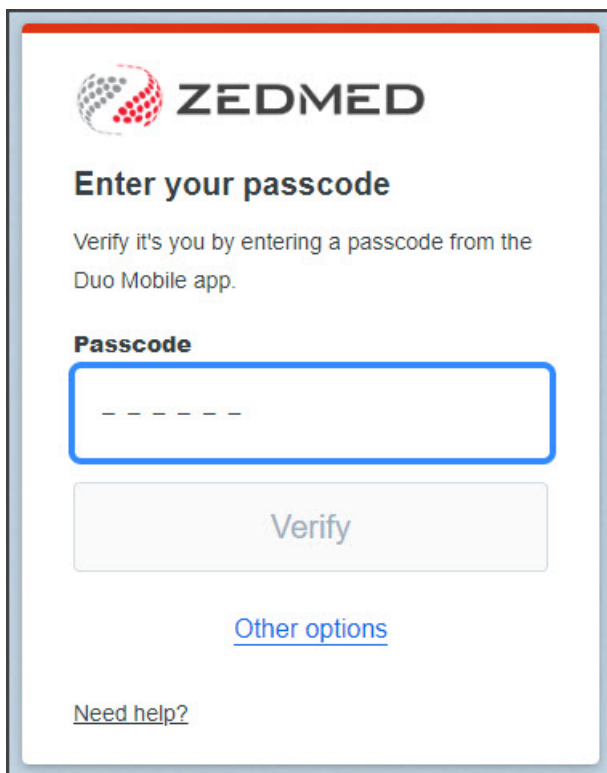 ZEDMED
Enter your passcode
Verify it's you by entering a passcode from the
Duo Mobile app.
Passcode
_ _ _ _ _ _
Verify
Other options
Need help?